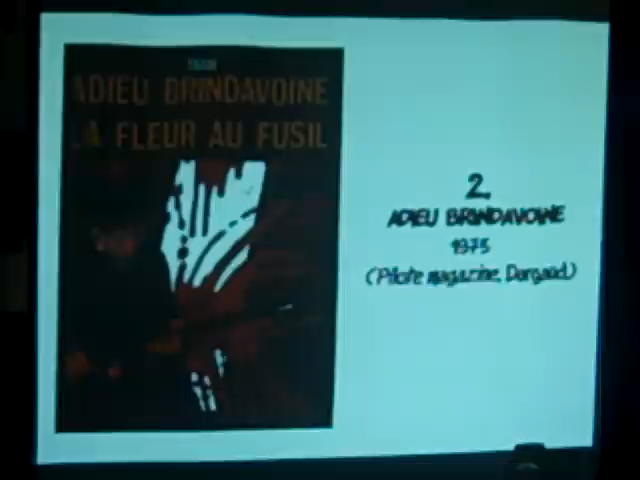 ADIEU BRINDAVOINE
LA FLEUR AU FUSIL
2.
ADIEU BRINDAVOINE
1975
(Pilote magazine, Dargaud)